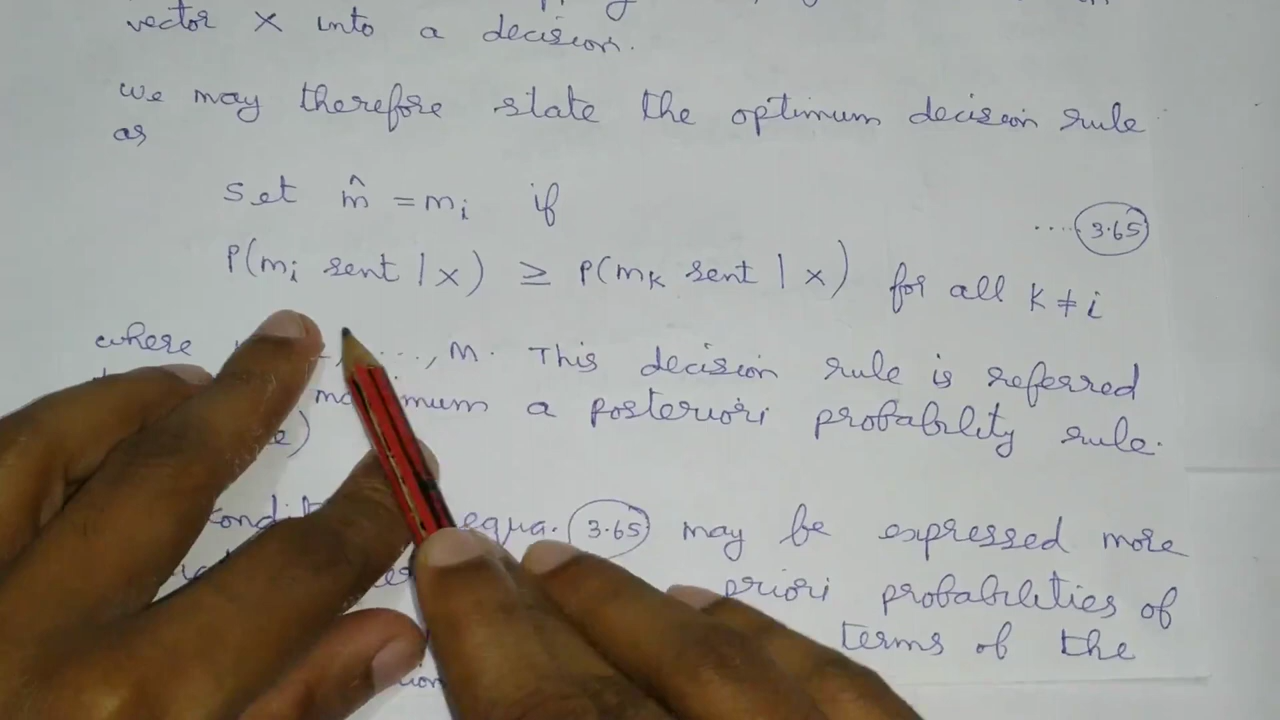 vector X into a decision.
We may therefore state the optimum decision rule
as
Set m̂ = mi if
.... 3.65
P(mi sent | x) ≥ P(mk sent | x) for all K ≠ i
where ...., M. This decision rule is referred
a posteriori probability rule.
equa. 3.65 may be expressed more
priori probabilities of
terms of the